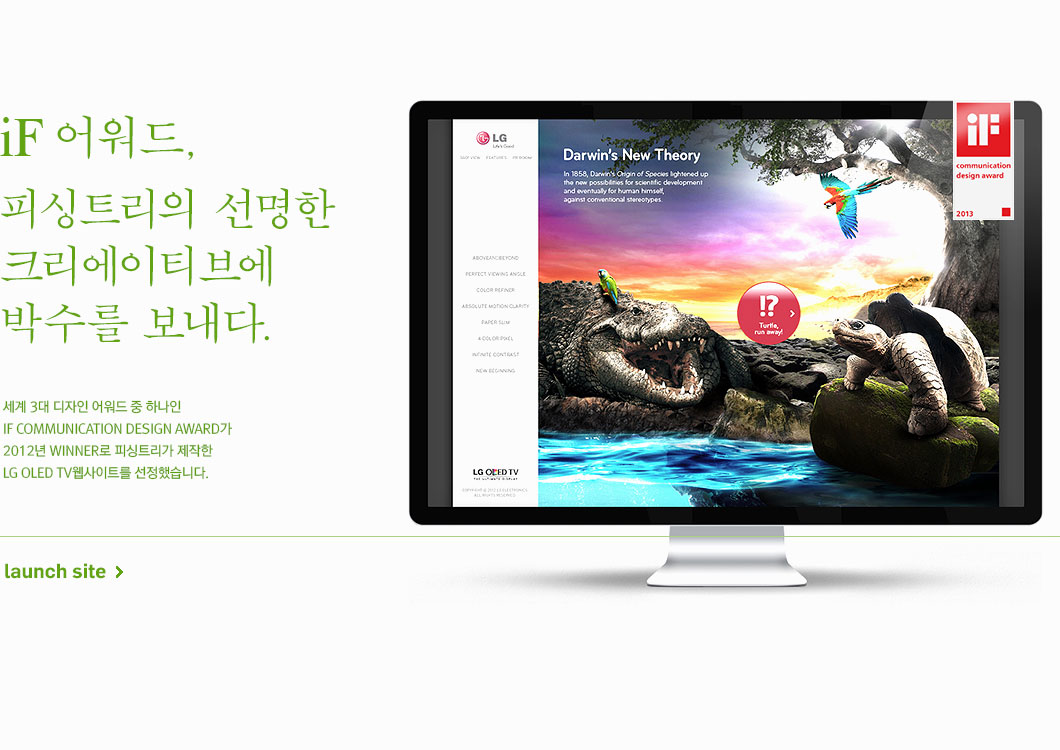 iF 어워드,
피싱트리의 선명한
크리에이티브에
박수를 보내다.
세계 3대 디자인 어워드 중 하나인
IF COMMUNICATION DESIGN AWARD가
2012년 WINNER로 피싱트리가 제작한
LG OLED TV웹사이트를 선정했습니다.
launch site >
LG
Life's Good
FEATURES
ABOVE AND BEYOND
PERFECT VIEWING ANGLE
COLOR REFINER
ABSOLUTE MOTION CLARITY
PAPER SLIM
4-COLOR PIXEL
INFINITE CONTRAST
NEW BEGINNING
LG OLED TV
THE ULTIMATE DISPLAY
ALL RIGHTS RESERVED
Darwin's New Theory
In 1858, Darwin's Origin of Species lightened up
the new possibilities for scientific development
and eventually for human himself,
against conventional stereotypes.
!?
Turtle,
run away!
iF
communication
design award
2013